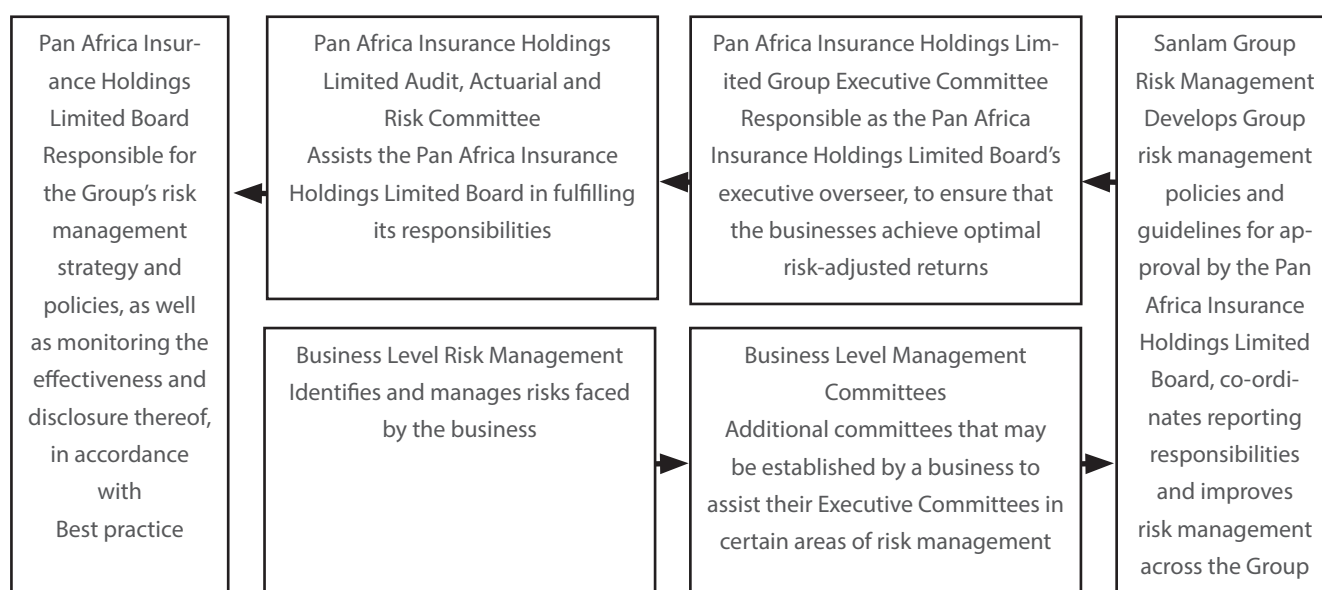 Pan Africa Insur-
ance Holdings
Limited Board
Responsible for
the Group's risk
management
strategy and
policies, as well
as monitoring the
effectiveness and
disclosure thereof,
in accordance
with
Best practice
Pan Africa Insurance Holdings
Limited Audit, Actuarial and
Risk Committee
Assists the Pan Africa Insurance
Holdings Limited Board in fulfilling
its responsibilities
Pan Africa Insurance Holdings Lim-
ited Group Executive Committee
Responsible as the Pan Africa
Insurance Holdings Limited Board's
executive overseer, to ensure that
the businesses achieve optimal
risk-adjusted returns
Business Level Risk Management
Identifies and manages risks faced
by the business
Business Level Management
Committees
Additional committees that may
be established by a business to
assist their Executive Committees in
certain areas of risk management
Sanlam Group
Risk Management
Develops Group
risk management
policies and
guidelines for ap-
proval by the Pan
Africa Insurance
Holdings Limited
Board, co-ordi-
nates reporting
responsibilities
and improves
risk management
across the Group